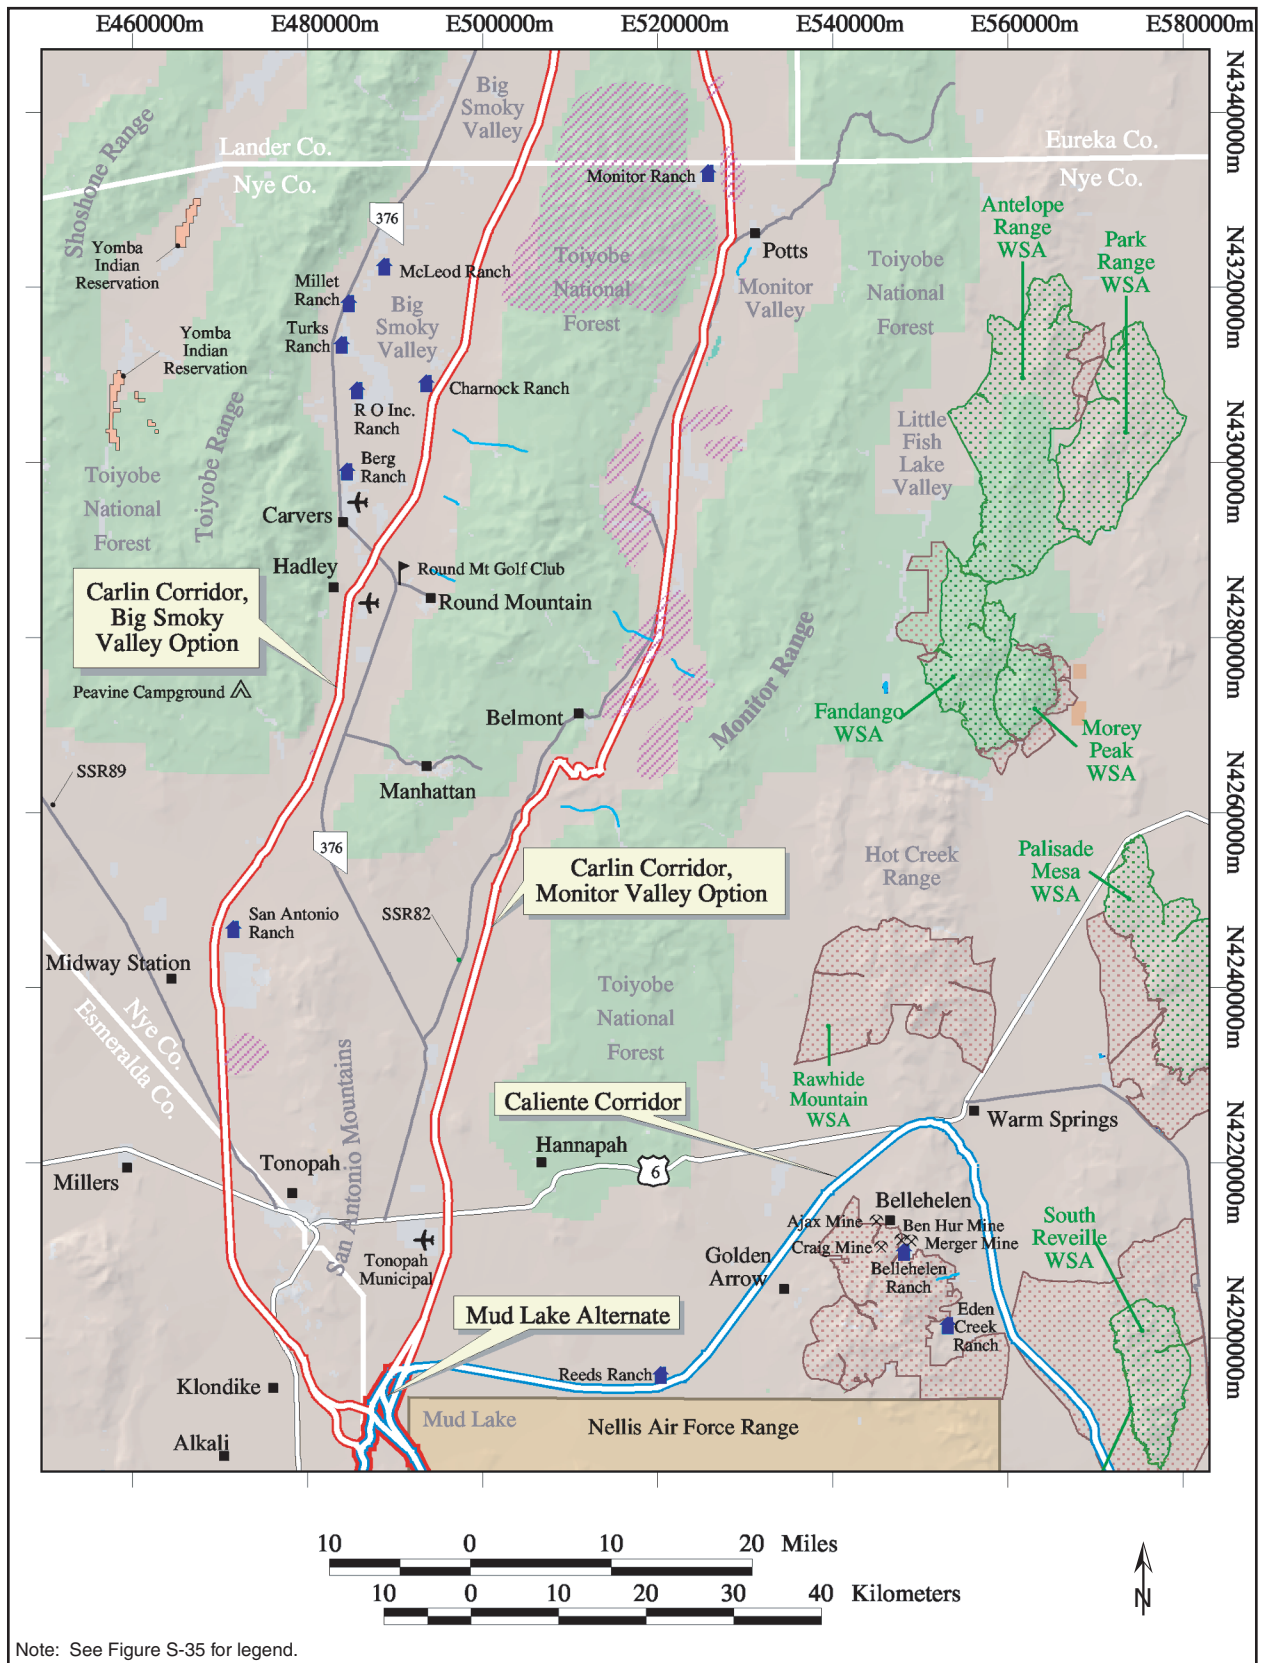 E460000m E480000m E500000m E520000m E540000m E560000m E580000m
N4340000m
N4320000m
N4300000m
N4280000m
N4260000m
N4240000m
N4220000m
N4200000m
Big
Smoky
Valley
Shoshone Range
Lander Co.
Nye Co.
Eureka Co.
Nye Co.
Monitor Ranch
376
Yomba
Indian
Reservation
Potts
Antelope
Range
WSA
Park
Range
WSA
McLeod Ranch
Millet
Ranch
Toiyobe
National
Forest
Monitor
Valley
Toiyobe
National
Forest
Big
Smoky
Valley
Turks
Ranch
Yomba
Indian
Reservation
Charnock Ranch
R O Inc.
Ranch
Toiyobe Range
Little
Fish
Lake
Valley
Berg
Ranch
Toiyobe
National
Forest
Carvers
Hadley
Round Mt Golf Club
Round Mountain
Carlin Corridor,
Big Smoky
Valley Option
Peavine Campground
Monitor Range
Belmont
Fandango
WSA
Morey
Peak
WSA
SSR89
Manhattan
376
Hot Creek
Range
Palisade
Mesa
WSA
Carlin Corridor,
Monitor Valley Option
San Antonio
Ranch
SSR82
Midway Station
Nye Co.
Esmeralda Co.
Toiyobe
National
Forest
San Antonio Mountains
Rawhide
Mountain
WSA
Caliente Corridor
Warm Springs
Hannapah
6
Tonopah
Millers
Bellehelen
Ajax Mine
Ben Hur Mine
Craig Mine
Merger Mine
Bellehelen
Ranch
South
Reveille
WSA
Tonopah
Municipal
Golden
Arrow
Eden
Creek
Ranch
Mud Lake Alternate
Reeds Ranch
Klondike
Mud Lake
Nellis Air Force Range
Alkali
10 0 10 20 Miles
10 0 10 20 30 40 Kilometers
N
Note: See Figure S-35 for legend.